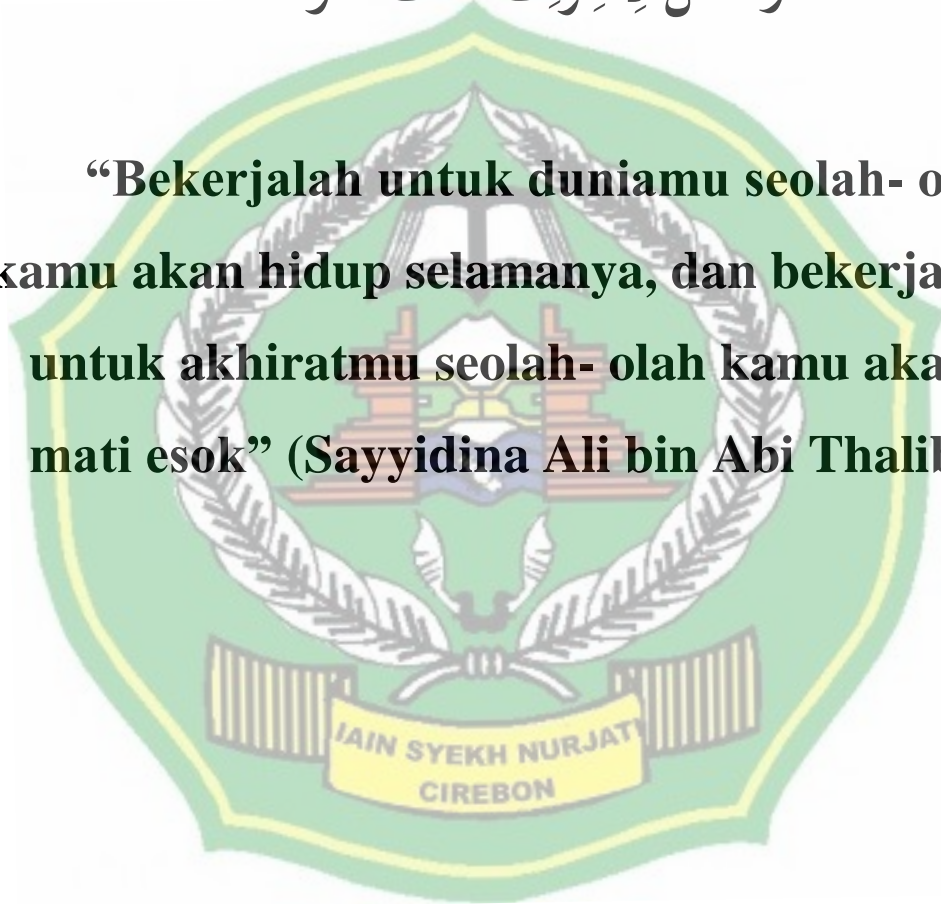 “Bekerjalah untuk duniamu seolah- o
kamu akan hidup selamanya, dan bekerja
untuk akhiratmu seolah- olah kamu aka
mati esok” (Sayyidina Ali bin Abi Thalib
IAIN SYEKH NURJATI
CIREBON